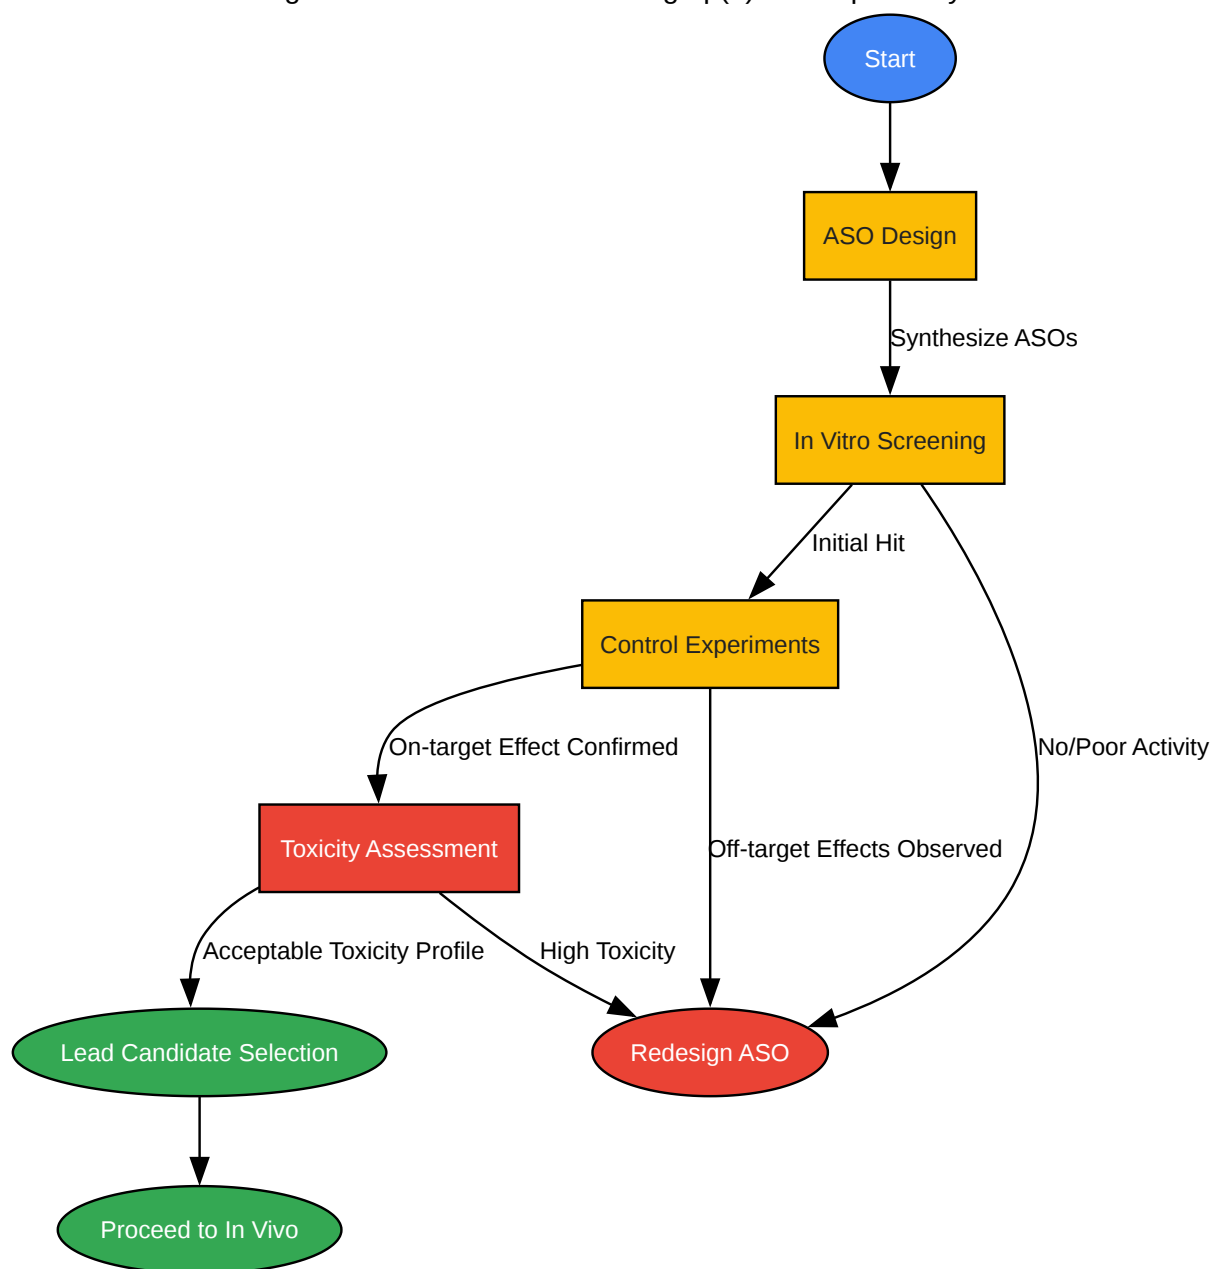 Start
ASO Design
Synthesize ASOs
In Vitro Screening
Initial Hit
Control Experiments
On-target Effect Confirmed
No/Poor Activity
Toxicity Assessment
Off-target Effects Observed
Acceptable Toxicity Profile
High Toxicity
Lead Candidate Selection
Redesign ASO
Proceed to In Vivo